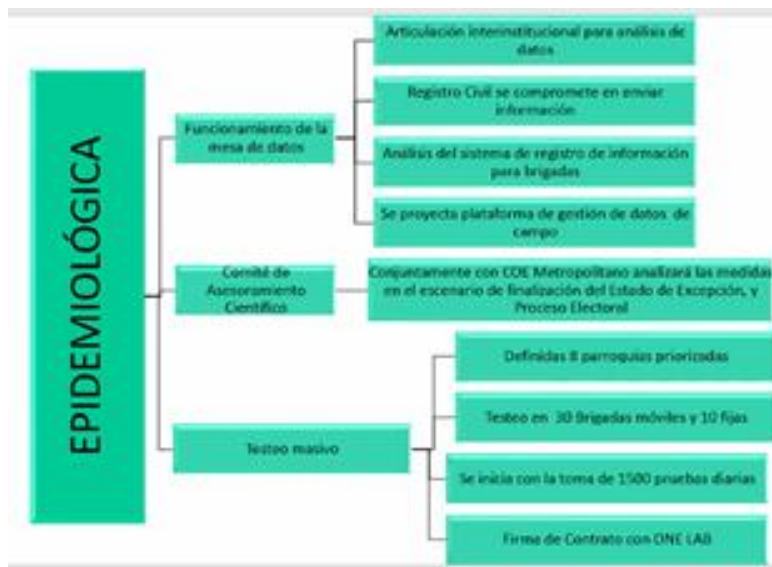 EPIDEMIOLÓGICA
Funcionamiento de la
mesa de datos
Articulación interinstitucional para análisis de
datos
Registro Civil se compromete en enviar
información
Análisis del sistema de registro de información
para brigadas
Se proyecta plataforma de gestión de datos de
campo
Comité de
Asesoramiento
Científico
Conjuntamente con COE Metropolitano analizará las medidas
en el escenario de finalización del Estado de Excepción, y
Proceso Electoral
Testeo masivo
Definidas 8 parroquias priorizadas
Testeo en 30 Brigadas móviles y 10 fijas
Se inicia con la toma de 1500 pruebas diarias
Firma de Contrato con ONE LAB